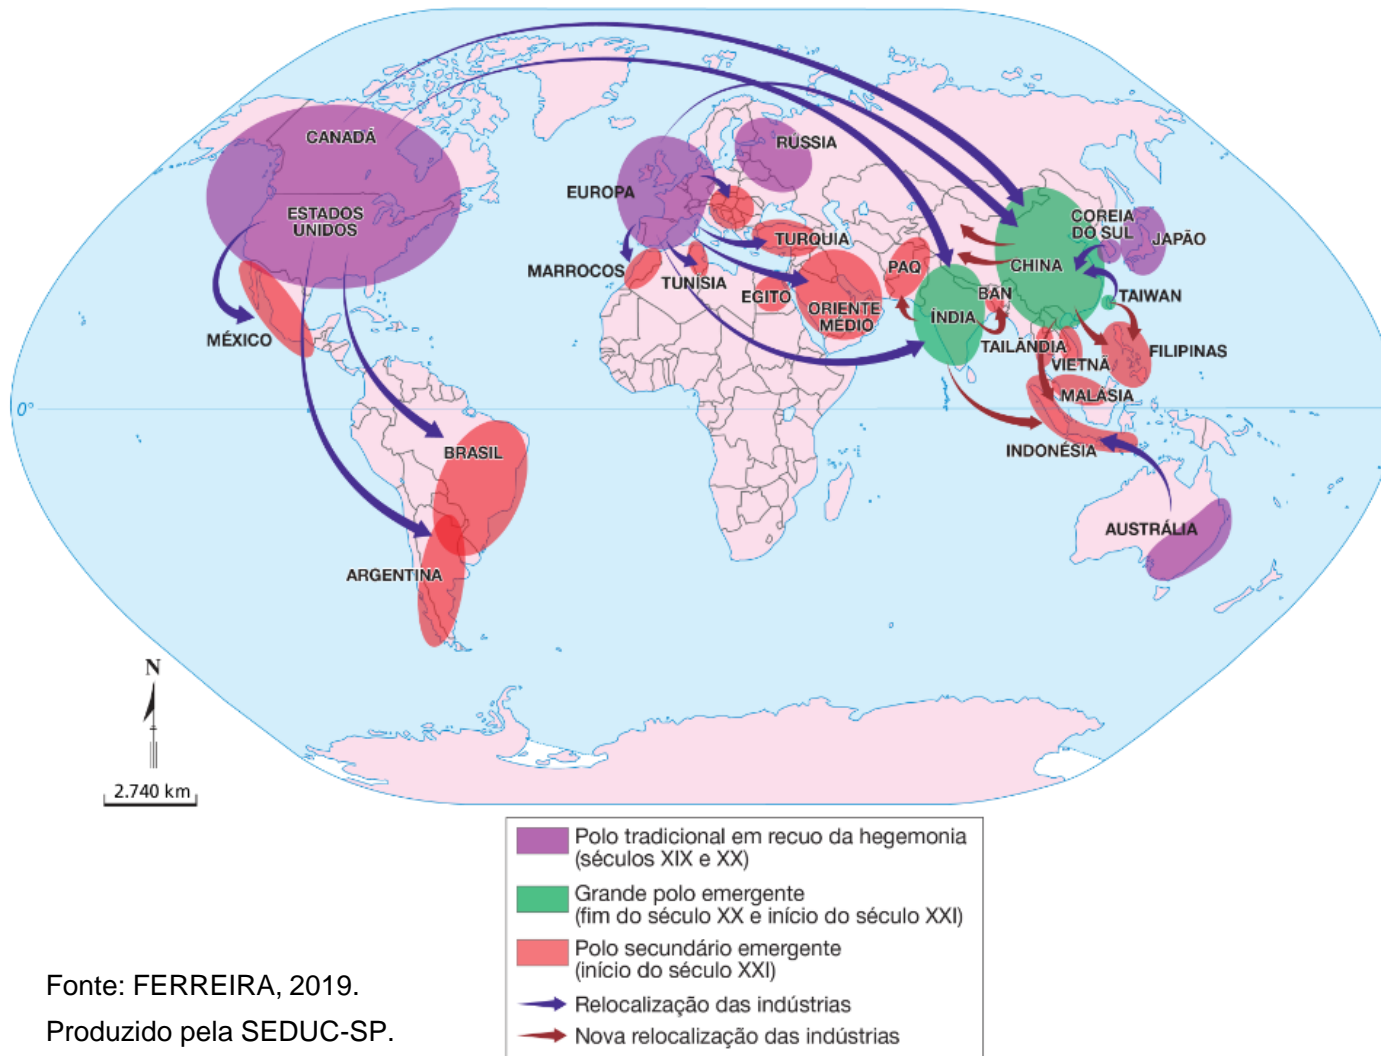 CANADÁ
ESTADOS
UNIDOS
MÉXICO
BRASIL
ARGENTINA
EUROPA
RÚSSIA
TURQUIA
MARROCOS
TUNISIA
EGITO
ORIENTE
MÉDIO
PAQ
ÍNDIA
BAN
CHINA
COREIA
DO SUL
JAPÃO
TAIWAN
TAILÂNDIA
VIETNÃ
FILIPINAS
MALÁSIA
INDONÉSIA
AUSTRÁLIA
0°
N
2.740 km
Polo tradicional em recuo da hegemonia
(séculos XIX e XX)
Grande polo emergente
(fim do século XX e início do século XXI)
Polo secundário emergente
(início do século XXI)
Relocalização das indústrias
Nova relocalização das indústrias
Fonte: FERREIRA, 2019.
Produzido pela SEDUC-SP.